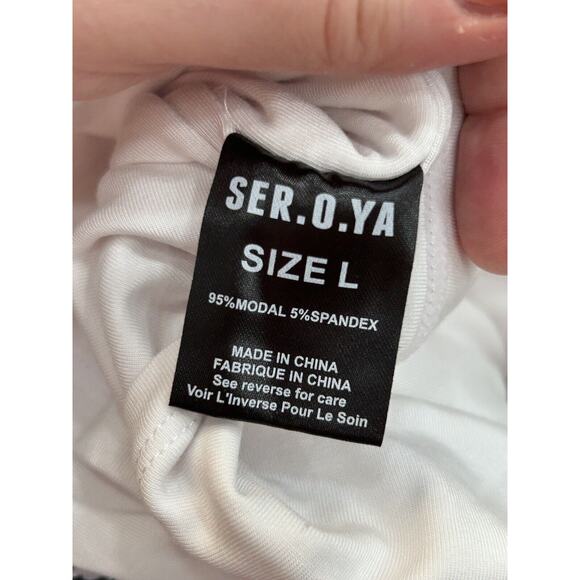 SER.O.YA
SIZE L
95%MODAL 5%SPANDEX
MADE IN CHINA
FABRIQUE IN CHINA
See reverse for care
Voir L'Inverse Pour Le Soin